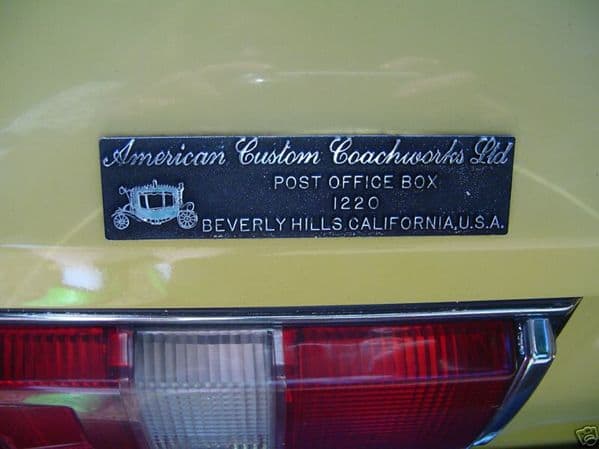 American Custom Coachworks Ltd
POST OFFICE BOX
1220
BEVERLY HILLS, CALIFORNIA, U.S.A.